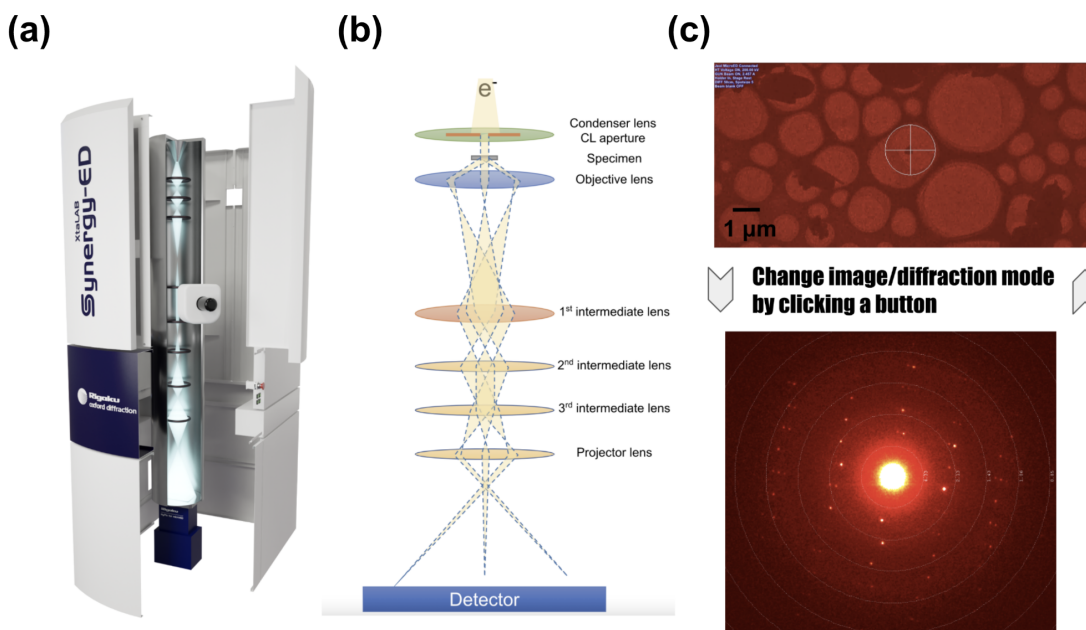 (a)
(b)
(c)
XtaLAB
Synergy-ED
Rigaku
oxford diffraction
Rigaku
e-
Condenser lens
CL aperture
Specimen
Objective lens
1st intermediate lens
2nd intermediate lens
3rd intermediate lens
Projector lens
Detector
1 μm
Change image/diffraction mode
by clicking a button